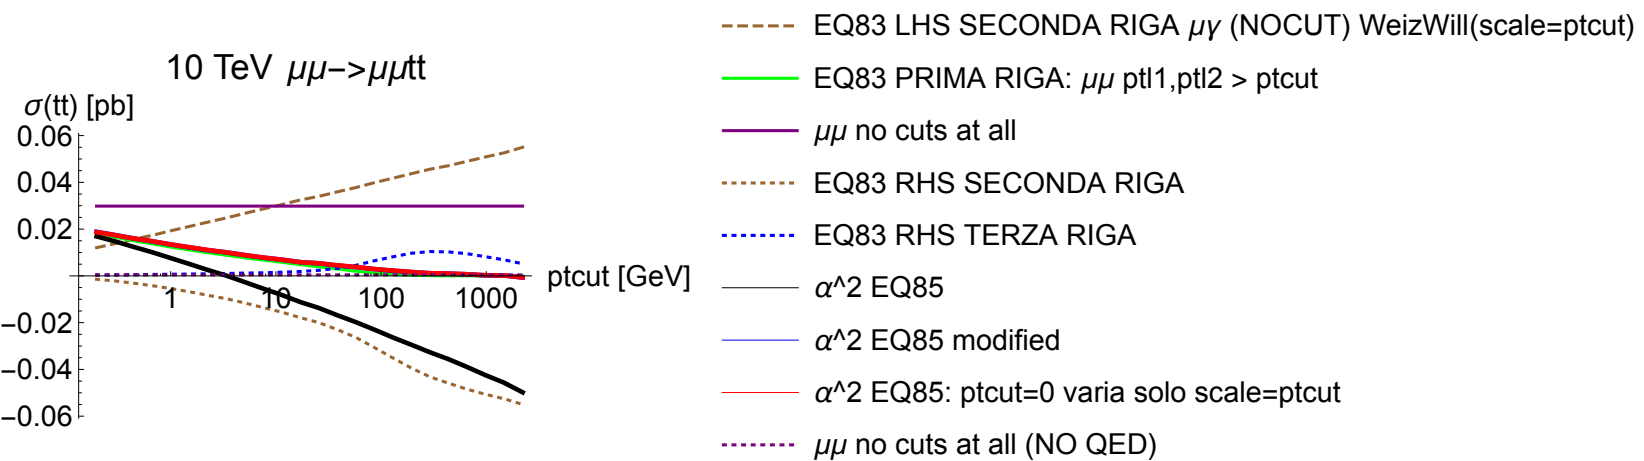 10 TeV μμ->μμtt
σ(tt) [pb]
0.06
0.04
0.02
−0.02
−0.04
−0.06
1
10
100
1000
ptcut [GeV]
EQ83 LHS SECONDA RIGA μγ (NOCUT) WeizWill(scale=ptcut)
EQ83 PRIMA RIGA: μμ ptl1,ptl2 > ptcut
μμ no cuts at all
EQ83 RHS SECONDA RIGA
EQ83 RHS TERZA RIGA
α^2 EQ85
α^2 EQ85 modified
α^2 EQ85: ptcut=0 varia solo scale=ptcut
μμ no cuts at all (NO QED)